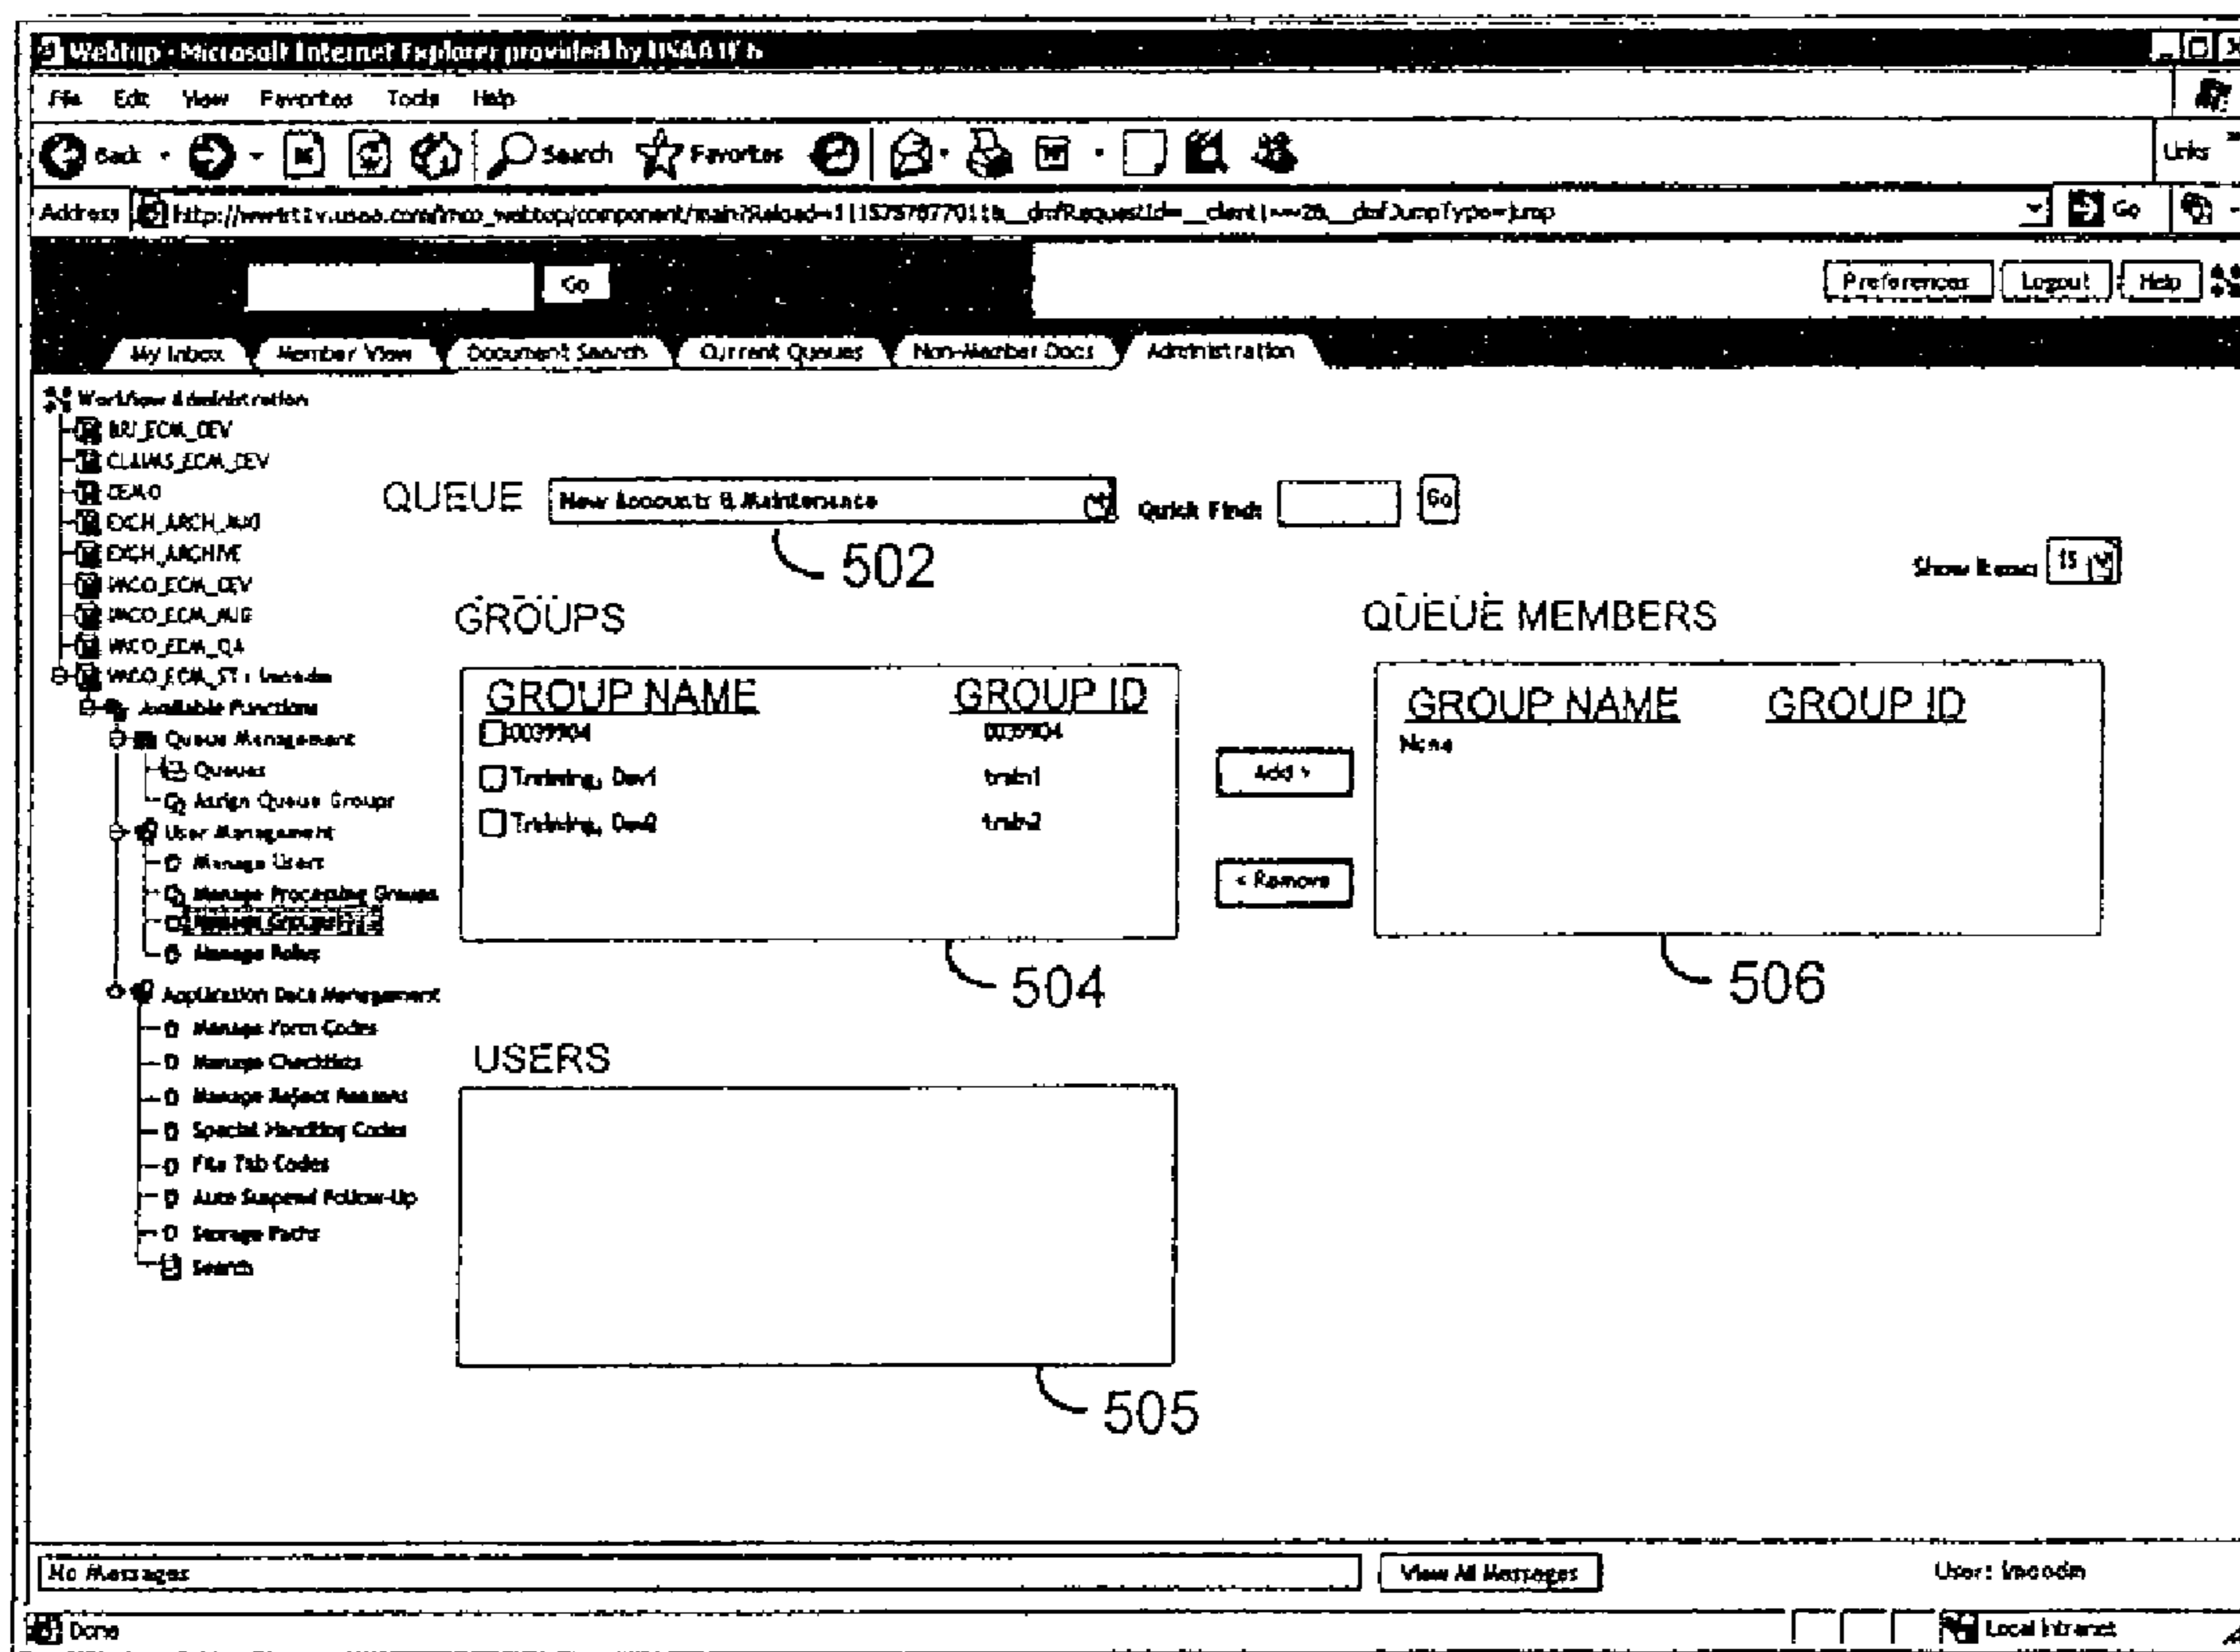 Webtop - Microsoft Internet Explorer provided by USAA
File Edit View Favorites Tools Help
Back Search Favorites Links
Address Go
Go Preferences Logout Help
My Inbox Member View Document Search Current Queues Non-Member Docs Administration
Workflow Administration
CLAIMS_ECM_DEV
DEMO
EXCH_ARCHIVE
Available Functions
Queue Management
Queues
Assign Queue Groups
User Management
Manage Users
Manage Processing Groups
Manage Groups
Manage Roles
Application Data Management
Manage Form Codes
Manage Checklists
Manage Reject Reasons
Special Handling Codes
File Tab Codes
Auto Suspend Follow-Up
Storage Paths
Search
QUEUE New Accounts & Maintenance Quick Find: Go
502
Show Items: 15
GROUPS
GROUP NAME GROUP ID
0039904 0039904
Training, Dev1 train1
Training, Dev2 train2
504
Add >
< Remove
QUEUE MEMBERS
GROUP NAME GROUP ID
None
506
USERS
505
No Messages View All Messages User:
Done Local intranet